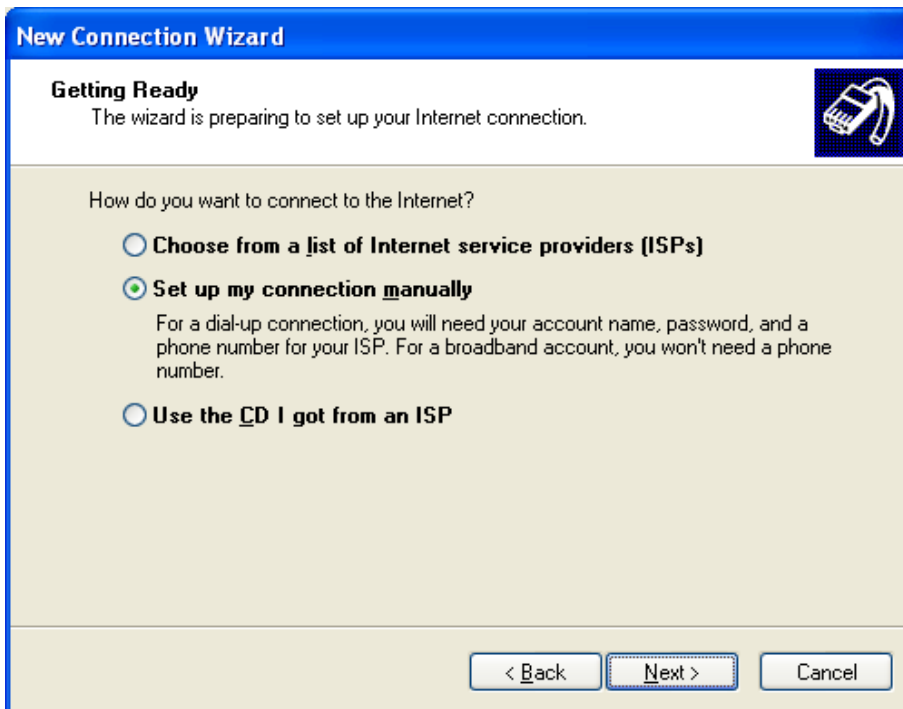 New Connection Wizard
Getting Ready
The wizard is preparing to set up your Internet connection.
How do you want to connect to the Internet?
Choose from a list of Internet service providers (ISPs)
Set up my connection manually
For a dial-up connection, you will need your account name, password, and a
phone number for your ISP. For a broadband account, you won't need a phone
number.
Use the CD I got from an ISP
< Back Next > Cancel